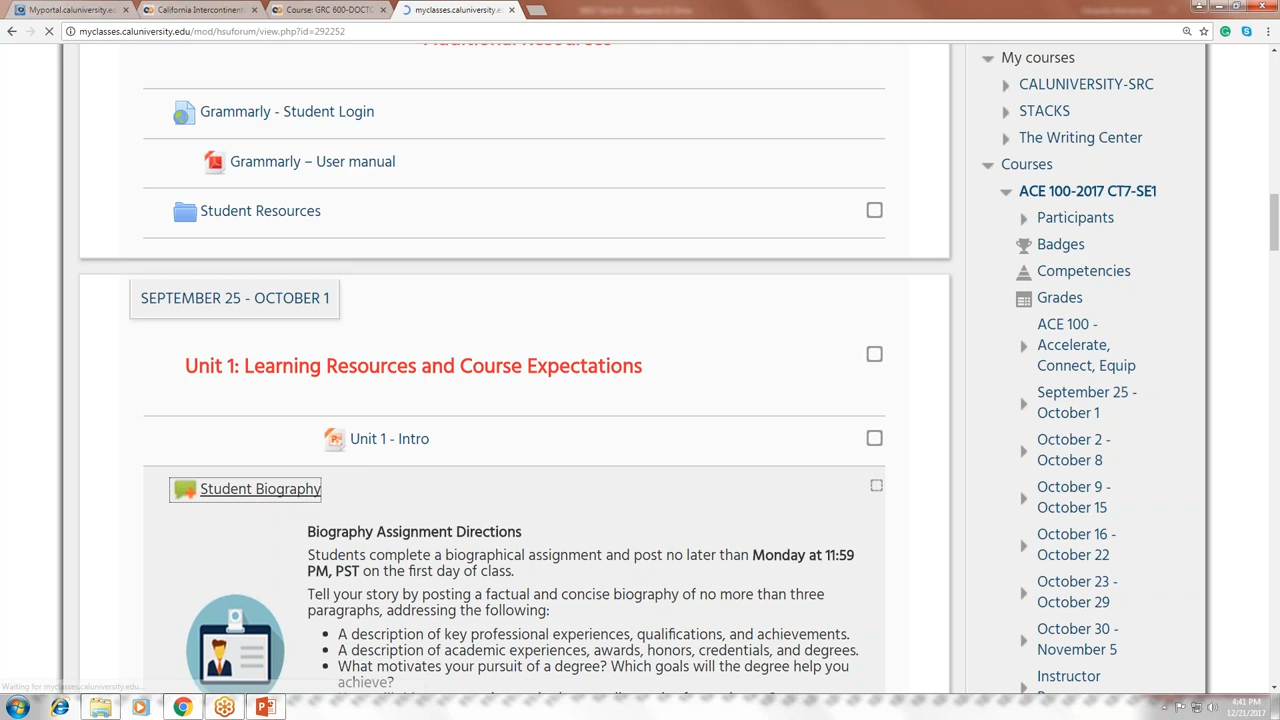 Myportal.caluniversity.ed
California Intercontinent
Course: GRC 600-DOCTO
myclasses.caluniversity.e
myclasses.caluniversity.edu/mod/hsuforum/view.php?id=292252
Additional Resources
Grammarly - Student Login
Grammarly – User manual
Student Resources
SEPTEMBER 25 - OCTOBER 1
Unit 1: Learning Resources and Course Expectations
Unit 1 - Intro
Student Biography
Biography Assignment Directions
Students complete a biographical assignment and post no later than Monday at 11:59
PM, PST on the first day of class.
Tell your story by posting a factual and concise biography of no more than three
paragraphs, addressing the following:
• A description of key professional experiences, qualifications, and achievements.
• A description of academic experiences, awards, honors, credentials, and degrees.
• What motivates your pursuit of a degree? Which goals will the degree help you
achieve?
My courses
CALUNIVERSITY-SRC
STACKS
The Writing Center
Courses
ACE 100-2017 CT7-SE1
Participants
Badges
Competencies
Grades
ACE 100 -
Accelerate,
Connect, Equip
September 25 -
October 1
October 2 -
October 8
October 9 -
October 15
October 16 -
October 22
October 23 -
October 29
October 30 -
November 5
Instructor
Waiting for myclasses.caluniversity.edu...
4:41 PM
12/21/2017